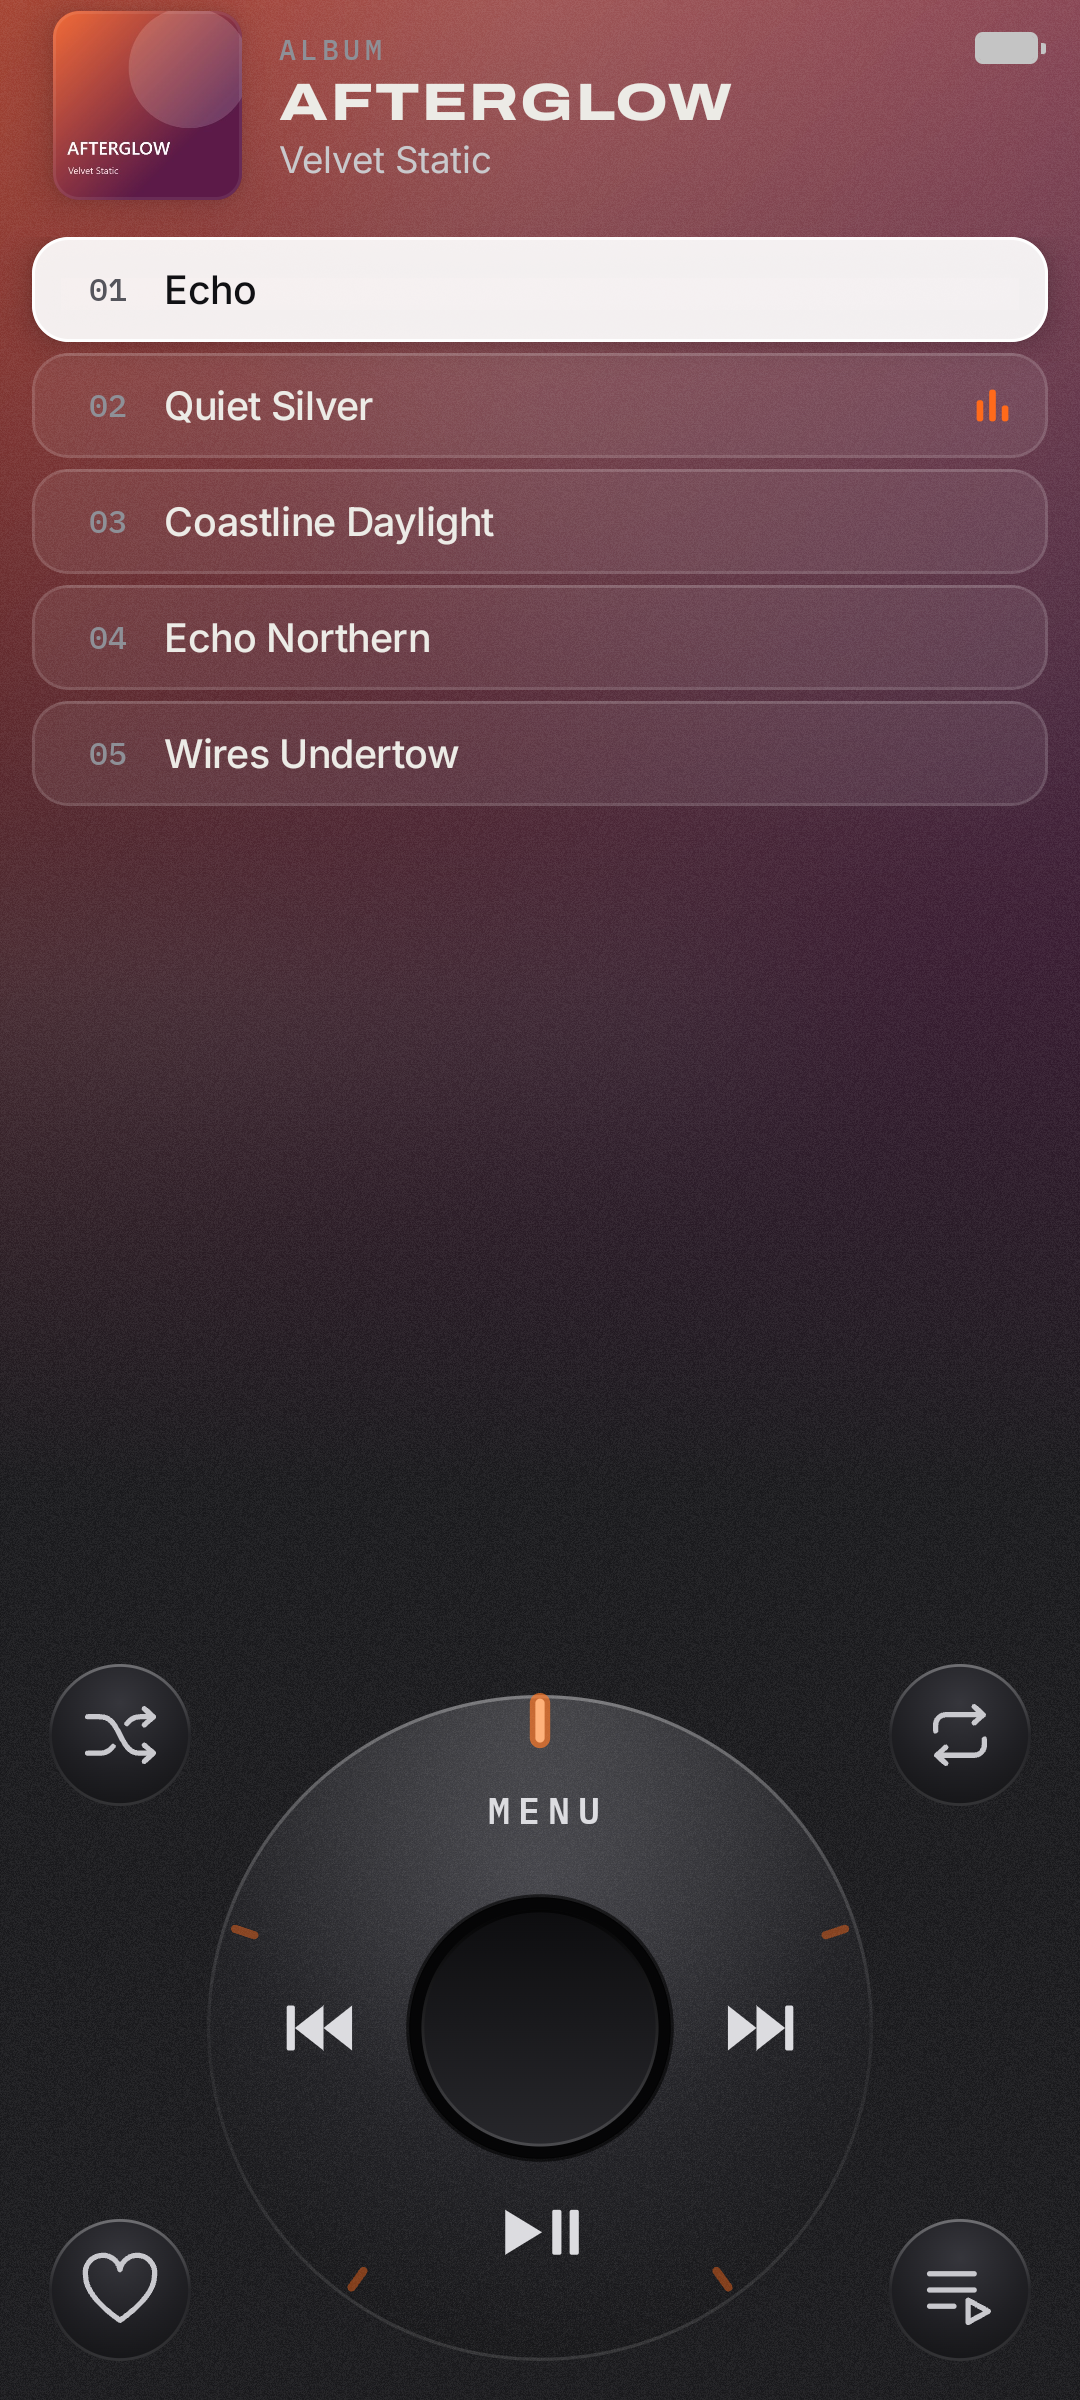 AFTERGLOW
Velvet Static
ALBUM
AFTERGLOW
Velvet Static
01 Echo
02 Quiet Silver
03 Coastline Daylight
04 Echo Northern
05 Wires Undertow
MENU